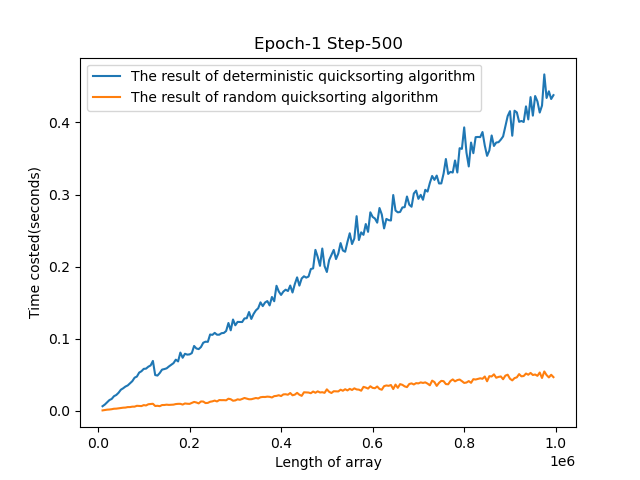 Epoch-1 Step-500
The result of deterministic quicksorting algorithm
The result of random quicksorting algorithm
Time costed(seconds)
0.4
0.3
0.2
0.1
0.0
0.0 0.2 0.4 0.6 0.8 1.0
1e6
Length of array